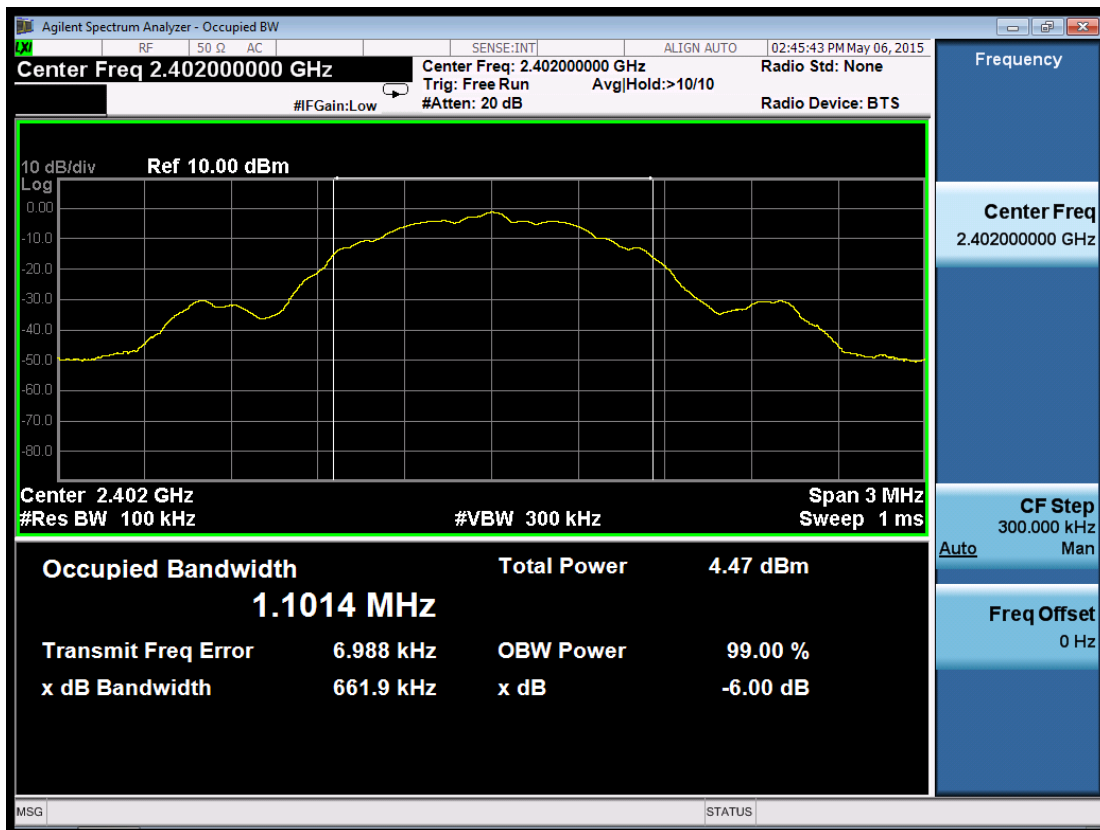 Agilent Spectrum Analyzer - Occupied BW
LXI RF 50 Ω AC SENSE:INT ALIGN AUTO 02:45:43 PM May 06, 2015
Center Freq 2.402000000 GHz
Center Freq: 2.402000000 GHz
Radio Std: None
Trig: Free Run Avg|Hold:>10/10
#IFGain:Low #Atten: 20 dB Radio Device: BTS
10 dB/div Ref 10.00 dBm
Log
0.00
-10.0
-20.0
-30.0
-40.0
-50.0
-60.0
-70.0
-80.0
Center 2.402 GHz Span 3 MHz
#Res BW 100 kHz #VBW 300 kHz Sweep 1 ms
Occupied Bandwidth Total Power 4.47 dBm
1.1014 MHz
Transmit Freq Error 6.988 kHz OBW Power 99.00 %
x dB Bandwidth 661.9 kHz x dB -6.00 dB
MSG STATUS
Frequency
Center Freq
2.402000000 GHz
CF Step
300.000 kHz
Auto Man
Freq Offset
0 Hz